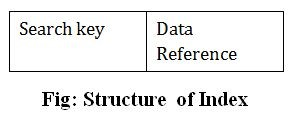 Search key
Data
Reference
Fig: Structure of Index